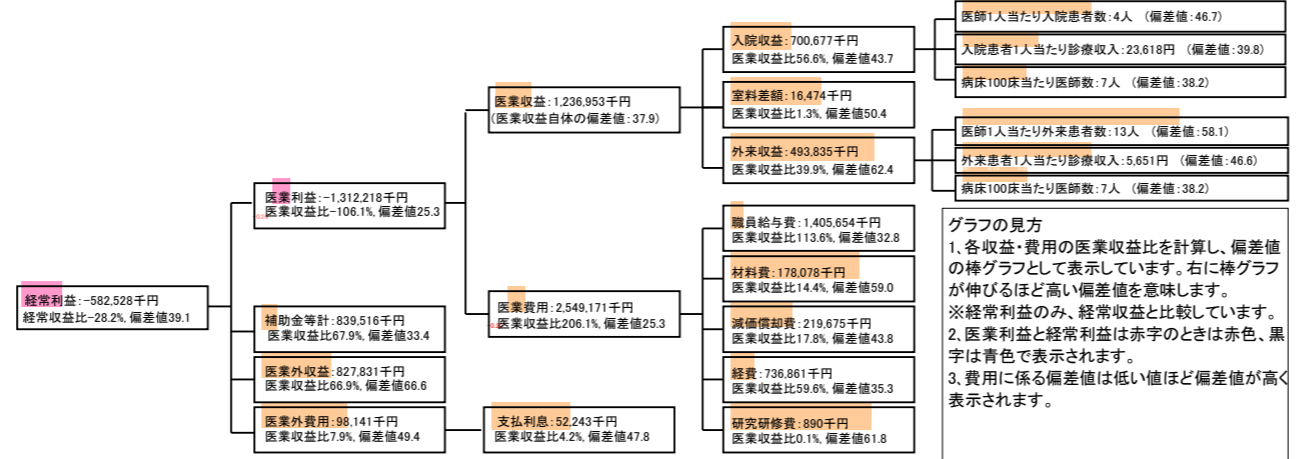 経常利益：-582,528千円
経常収支比-28.2%, 偏差値39.1
医業利益：-1,312,218千円
医業収益比-106.1%, 偏差値25.3
補助金等計：839,516千円
医業収益比67.9%, 偏差値33.4
医業外収益：827,831千円
医業収益比66.9%, 偏差値66.6
医業外費用：98,141千円
医業収益比7.9%, 偏差値49.4
医業収益：1,236,953千円
（医業収益自体の偏差値：37.9）
医業費用：2,549,171千円
医業収益比206.1%, 偏差値25.3
支払利息：52,243千円
医業収益比4.2%, 偏差値47.8
入院収益：700,677千円
医業収益比56.6%, 偏差値43.7
室料差額：16,474千円
医業収益比1.3%, 偏差値50.4
外来収益：493,835千円
医業収益比39.9%, 偏差値62.4
職員給与費：1,405,654千円
医業収益比113.6%, 偏差値32.8
材料費：178,078千円
医業収益比14.4%, 偏差値59.0
減価償却費：219,675千円
医業収益比17.8%, 偏差値43.8
経費：736,861千円
医業収益比59.6%, 偏差値35.3
研究研修費：890千円
医業収益比0.1%, 偏差値61.8
医師1人当たり入院患者数：4人　（偏差値：46.7）
入院患者1人当たり診療収入：23,618円　（偏差値：39.8）
病床100床当たり医師数：7人　（偏差値：38.2）
医師1人当たり外来患者数：13人　（偏差値：58.1）
外来患者1人当たり診療収入：5,651円　（偏差値：46.6）
病床100床当たり医師数：7人　（偏差値：38.2）
グラフの見方
1、各収益・費用の医業収益比を計算し、偏差値
の棒グラフとして表示しています。右に棒グラフ
が伸びるほど高い偏差値を意味します。
※経常利益のみ、経常収益と比較しています。
2、医業利益と経常利益は赤字のときは赤色、黒
字は青色で表示されます。
3、費用に係る偏差値は低い値ほど偏差値が高く
表示されます。